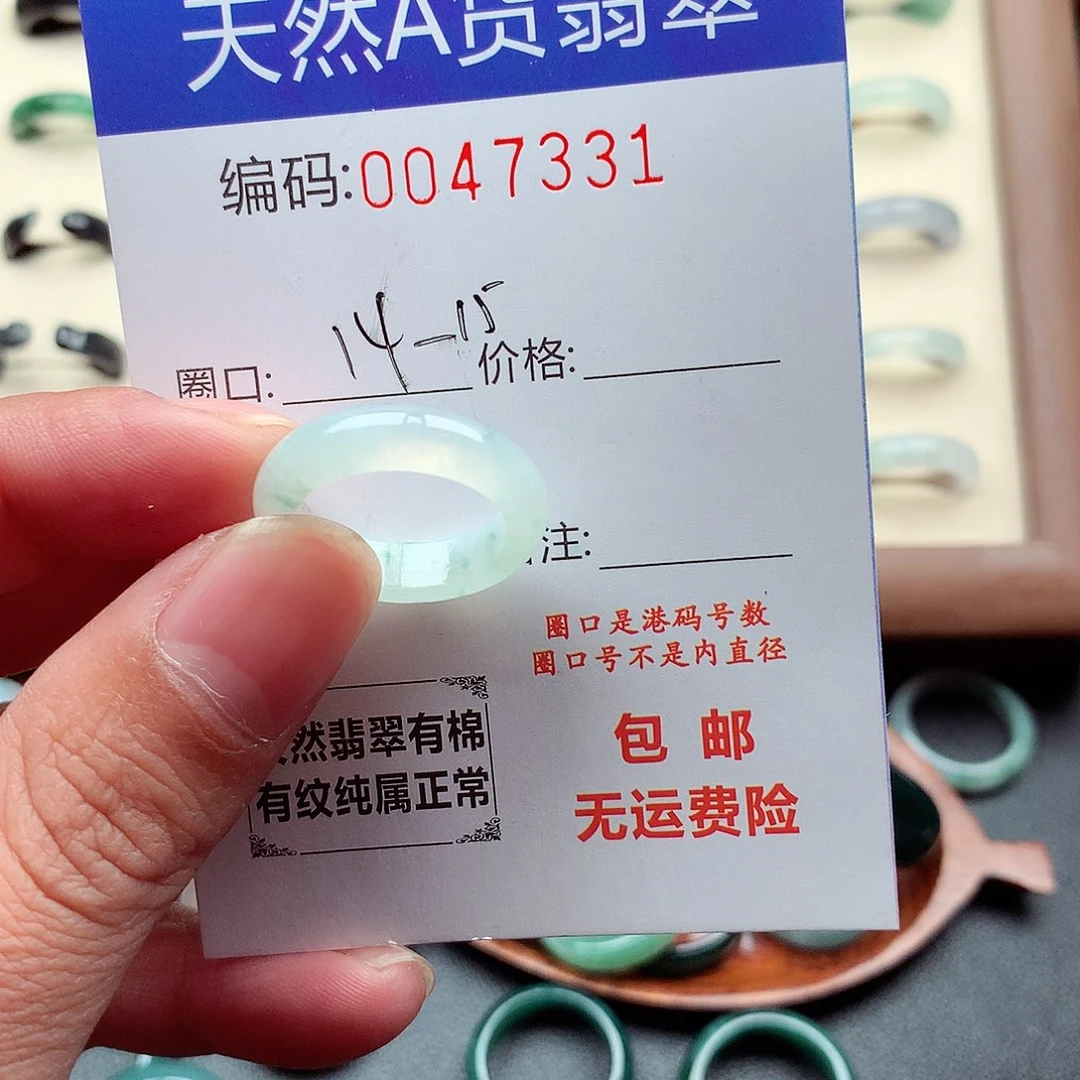 天然A货翡翠
编码:0047331
圈口: 14-15 价格:
注:
圈口是港码号数
圈口号不是内直径
然翡翠有棉
有纹纯属正常
包 邮
无运费险